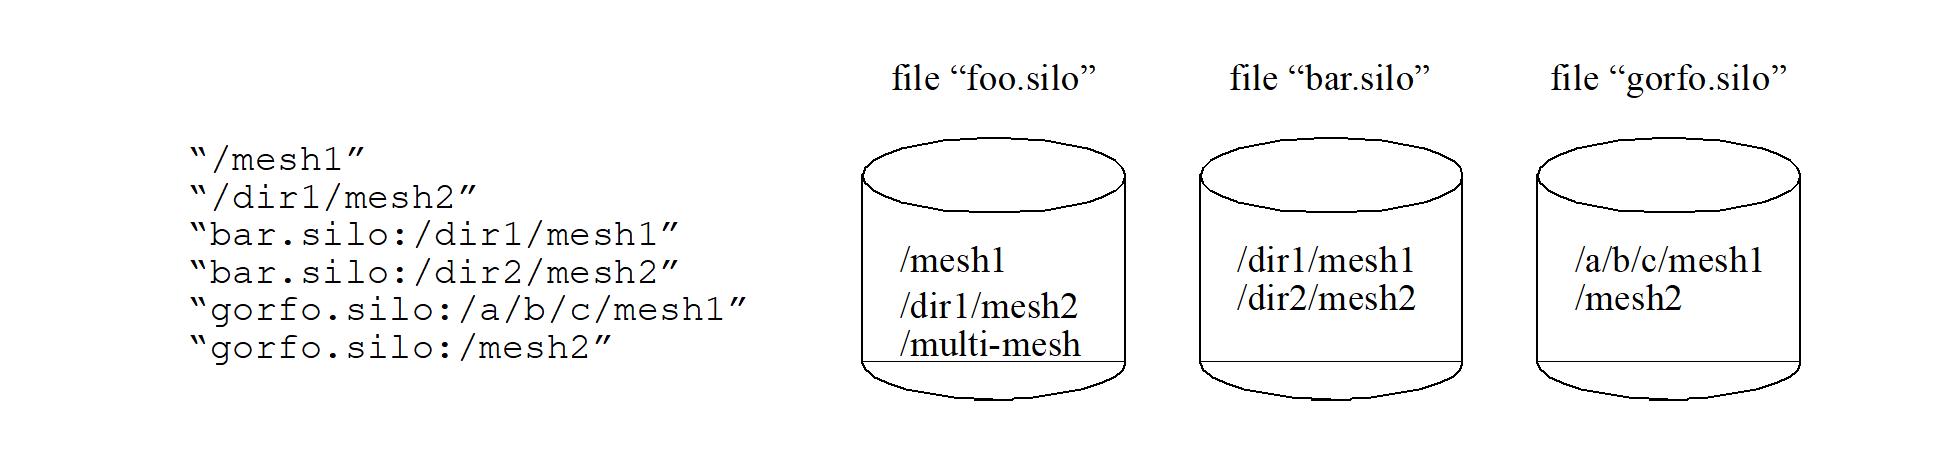 “/mesh1”
“/dir1/mesh2”
“bar.silo:/dir1/mesh1”
“bar.silo:/dir2/mesh2”
“gorfo.silo:/a/b/c/mesh1”
“gorfo.silo:/mesh2”
file “foo.silo”
/mesh1
/dir1/mesh2
/multi-mesh
file “bar.silo”
/dir1/mesh1
/dir2/mesh2
file “gorfo.silo”
/a/b/c/mesh1
/mesh2